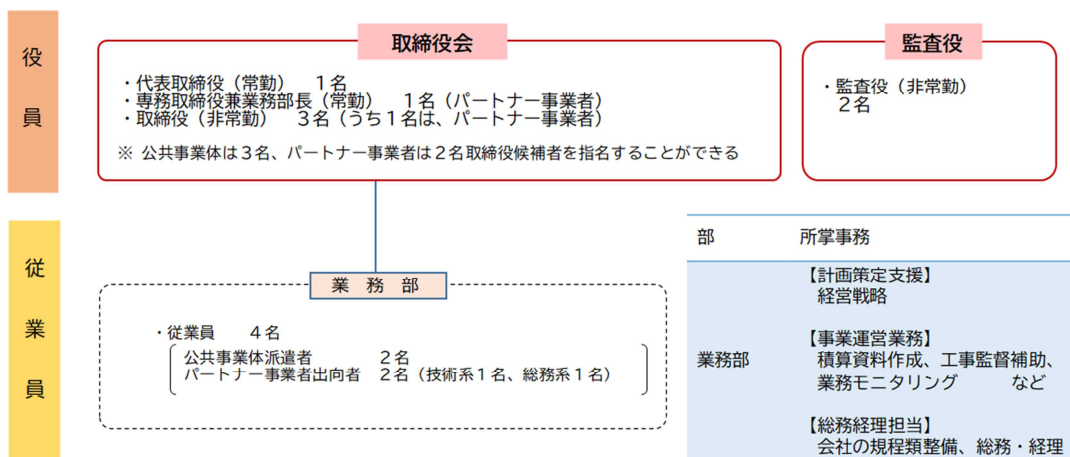 役員
取締役会
・代表取締役（常勤）　１名
・専務取締役兼業務部長（常勤）　１名（パートナー事業者）
・取締役（非常勤）　３名（うち１名は、パートナー事業者）
※ 公共事業体は３名、パートナー事業者は２名取締役候補者を指名することができる
監査役
・監査役（非常勤）
２名
従業員
業　務　部
・従業員　４名
公共事業体派遣者　２名
パートナー事業者出向者　２名（技術系１名、総務系１名）
部　所掌事務
業務部
【計画策定支援】
経営戦略
【事業運営業務】
積算資料作成、工事監督補助、
業務モニタリング　など
【総務経理担当】
会社の規程類整備、総務・経理